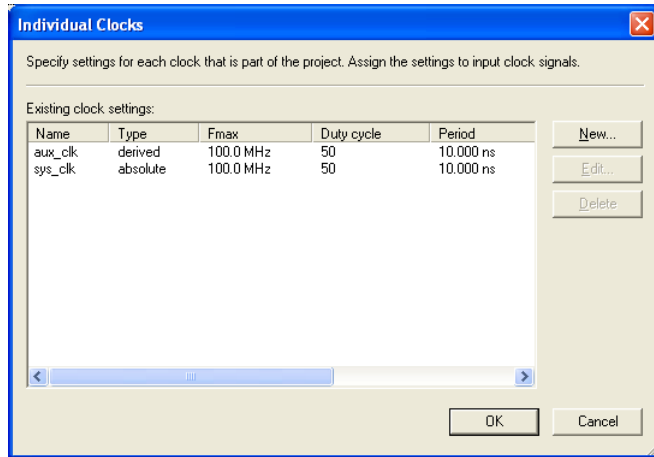 Individual Clocks
Specify settings for each clock that is part of the project. Assign the settings to input clock signals.
Existing clock settings:
Name Type Fmax Duty cycle Period
aux_clk derived 100.0 MHz 50 10.000 ns
sys_clk absolute 100.0 MHz 50 10.000 ns
New...
Edit...
Delete
OK Cancel